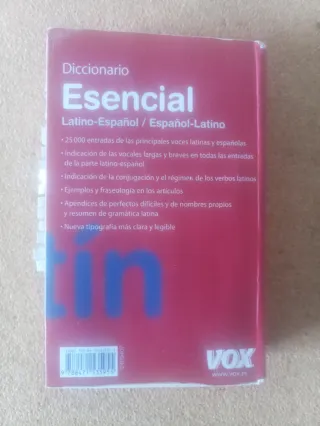 Diccionario
Esencial
Latino-Español / Español-Latino
• 25 000 entradas de las principales voces latinas y españolas
• Indicación de las vocales largas y breves en todas las entradas
de la parte latino-español
• Indicación de la conjugación y el régimen de los verbos latinos
• Ejemplos y fraseología en los artículos
• Apéndices de perfectos difíciles y de nombres propios
y resumen de gramática latina
• Nueva tipografía más clara y legible
tín
VOX
www.vox.es